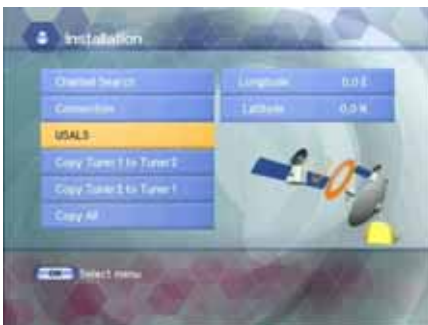 Installation
Channel Search
Connection
USALS
Copy Tuner 1 to Tuner 2
Copy Tuner 2 to Tuner 1
Copy All
Longitude 0.0 E
Latitude 0.0 N
OK Select menu